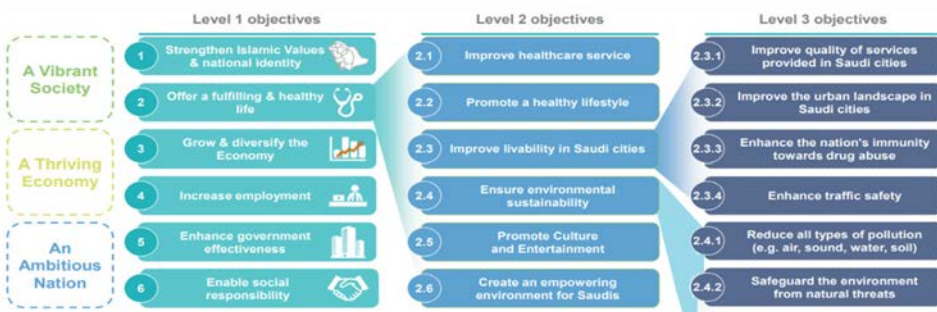 Level 1 objectives
Level 2 objectives
Level 3 objectives
A Vibrant
Society
A Thriving
Economy
An
Ambitious
Nation
1
Strengthen Islamic Values
& national identity
2
Offer a fulfilling & healthy
life
3
Grow & diversify the
Economy
4
Increase employment
5
Enhance government
effectiveness
6
Enable social
responsibility
2.1
Improve healthcare service
2.2
Promote a healthy lifestyle
2.3
Improve livability in Saudi cities
2.4
Ensure environmental
sustainability
2.5
Promote Culture
and Entertainment
2.6
Create an empowering
environment for Saudis
2.3.1
Improve quality of services
provided in Saudi cities
2.3.2
Improve the urban landscape in
Saudi cities
2.3.3
Enhance the nation's immunity
towards drug abuse
2.3.4
Enhance traffic safety
2.4.1
Reduce all types of pollution
(e.g. air, sound, water, soil)
2.4.2
Safeguard the environment
from natural threats